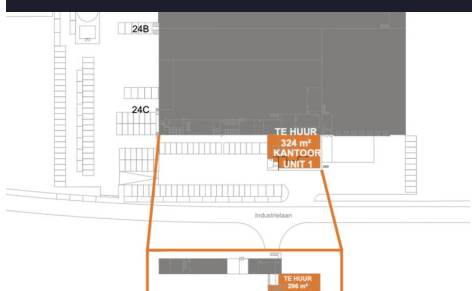 24B
24C
TE HUUR
324 m²
KANTOOR
UNIT 1
Industrielaan
TE HUUR
298 m²